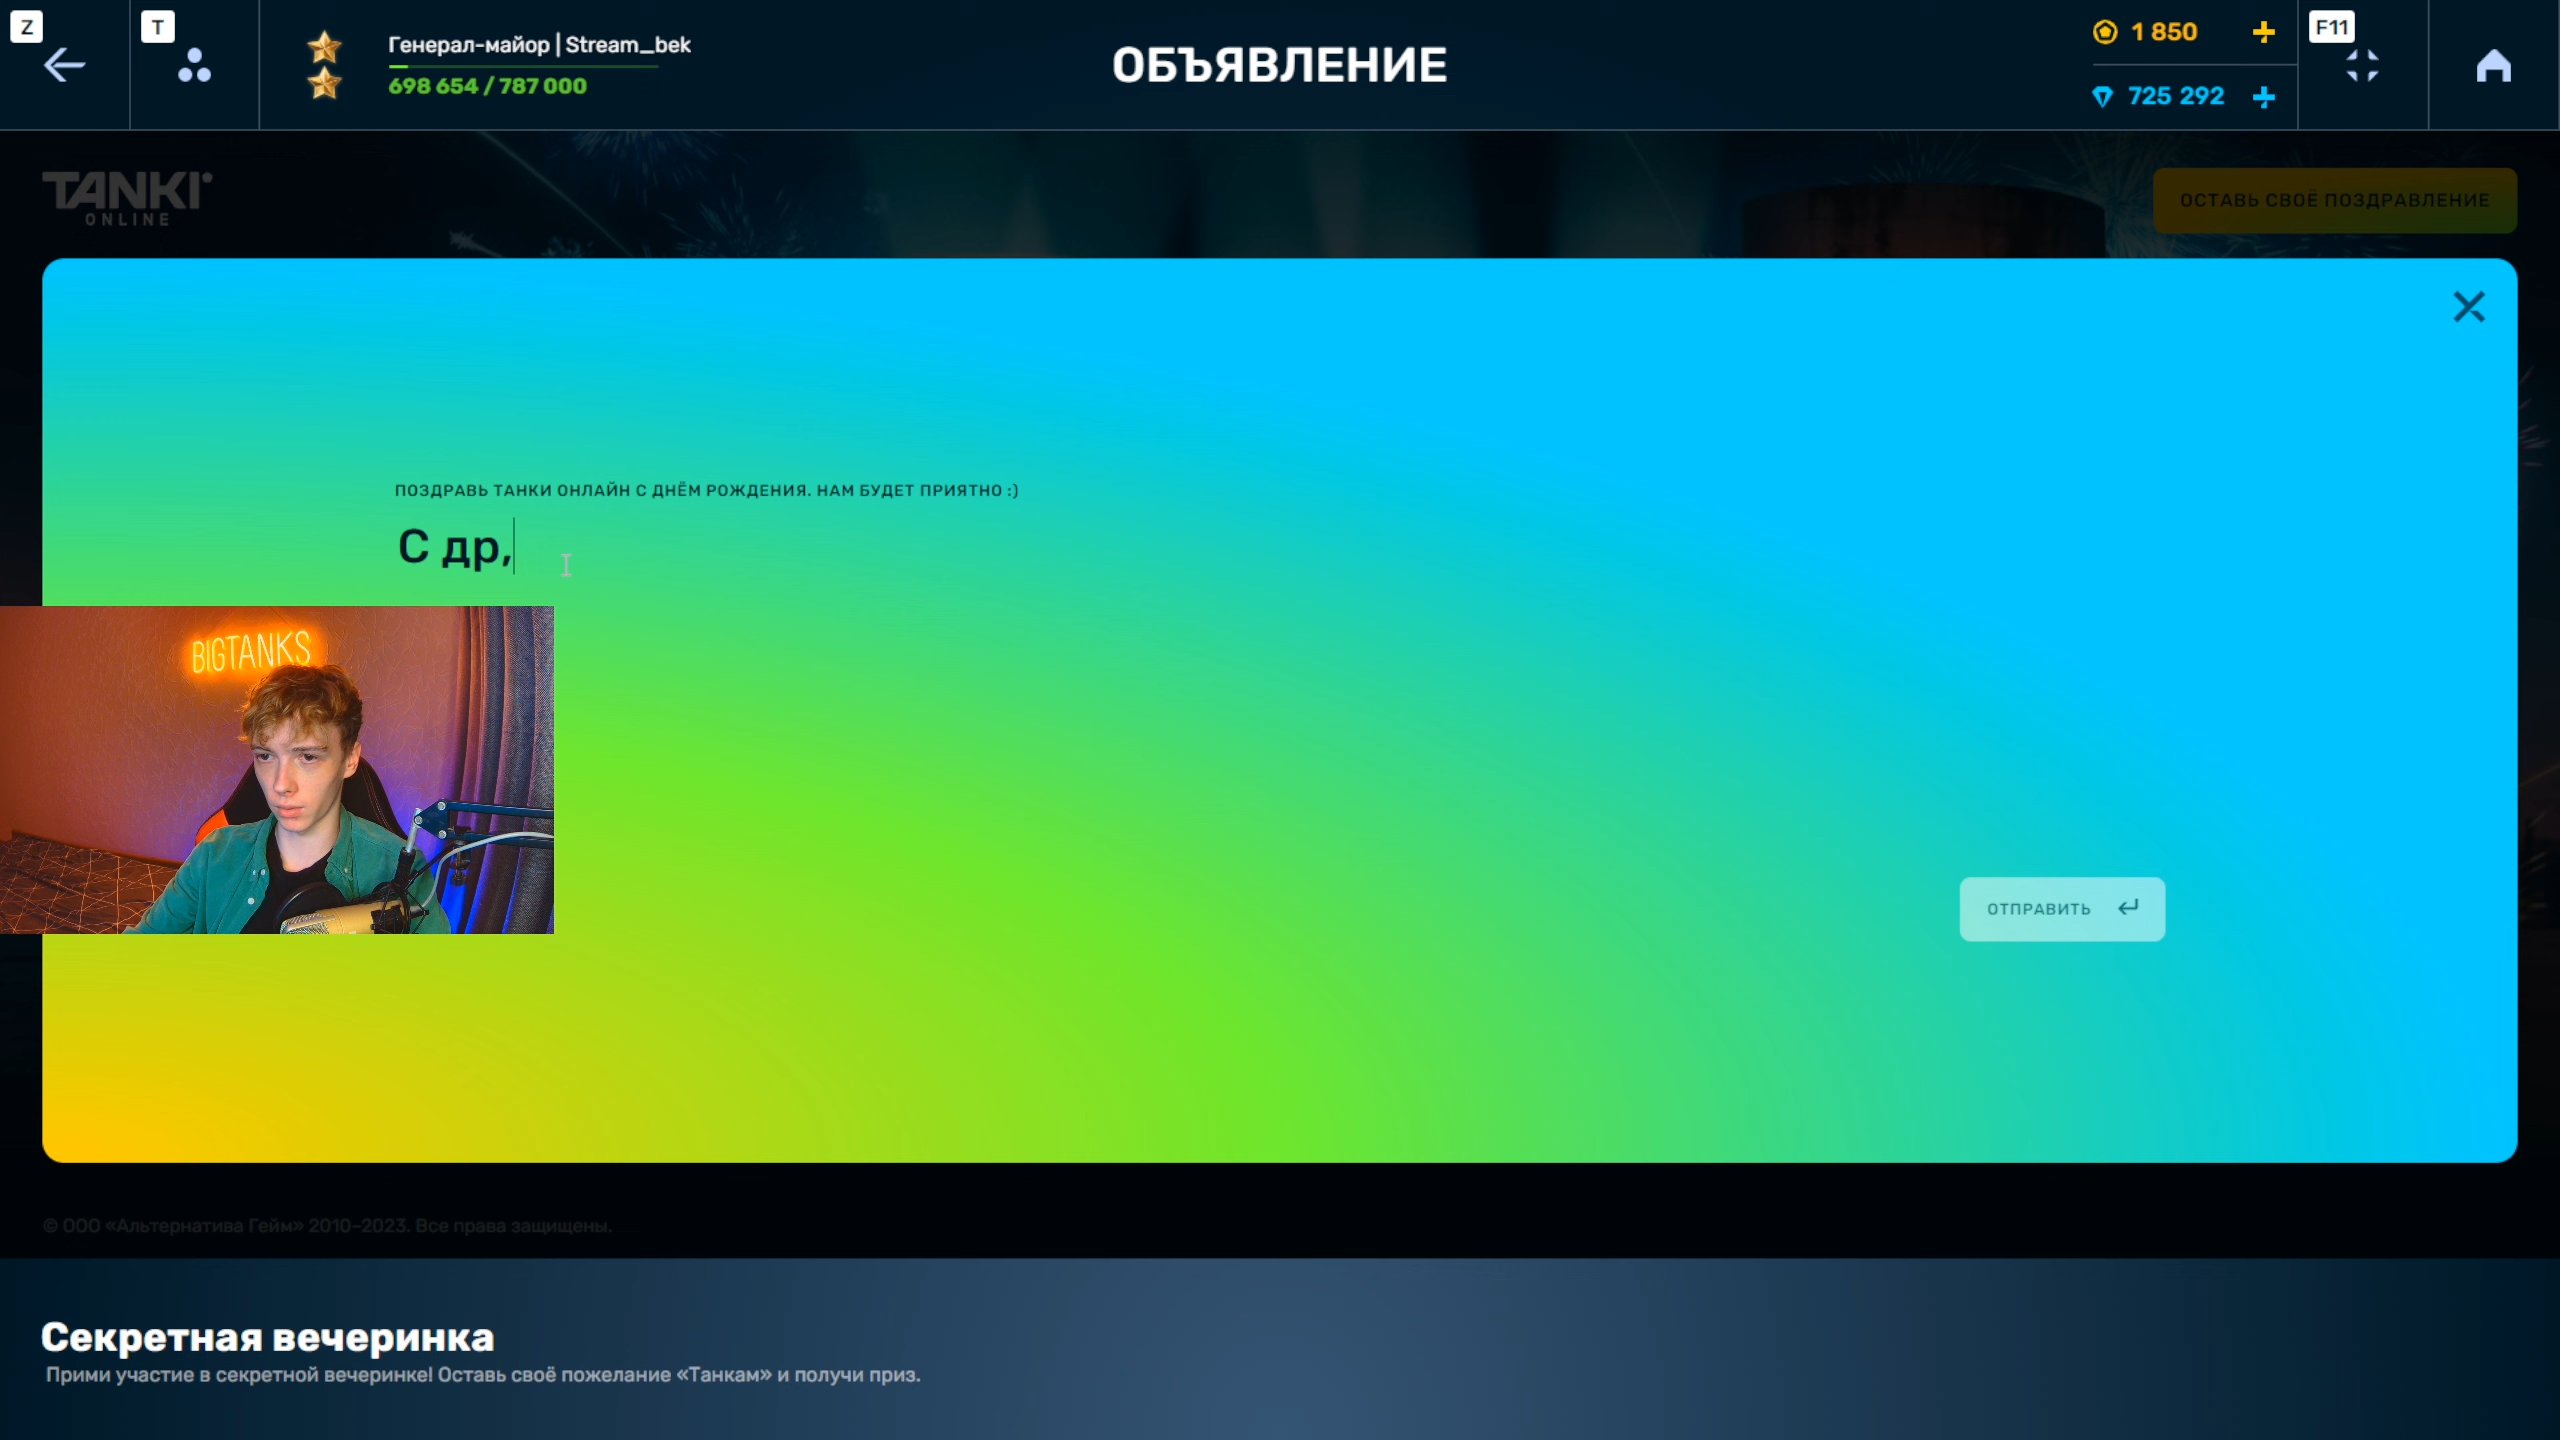 Z
T
Генерал-майор | Stream_bek
698 654 / 787 000
ОБЪЯВЛЕНИЕ
1 850
725 292
F11
TANKI
ONLINE
ОСТАВЬ СВОЁ ПОЗДРАВЛЕНИЕ
ПОЗДРАВЬ ТАНКИ ОНЛАЙН С ДНЁМ РОЖДЕНИЯ. НАМ БУДЕТ ПРИЯТНО :)
С др,
BIGTANKS
ОТПРАВИТЬ
© ООО «Альтернатива Гейм» 2010–2023. Все права защищены.
Секретная вечеринка
Прими участие в секретной вечеринке! Оставь своё пожелание «Танкам» и получи приз.